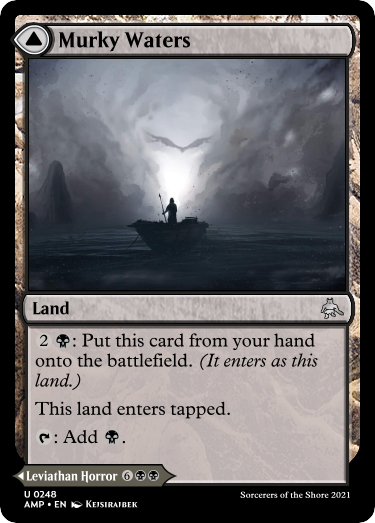 Murky Waters
Land
2 : Put this card from your hand
onto the battlefield. (It enters as this
land.)
This land enters tapped.
: Add .
Leviathan Horror 6
U 0248
AMP • EN KEJSIRAJBEK
Sorcerers of the Shore 2021